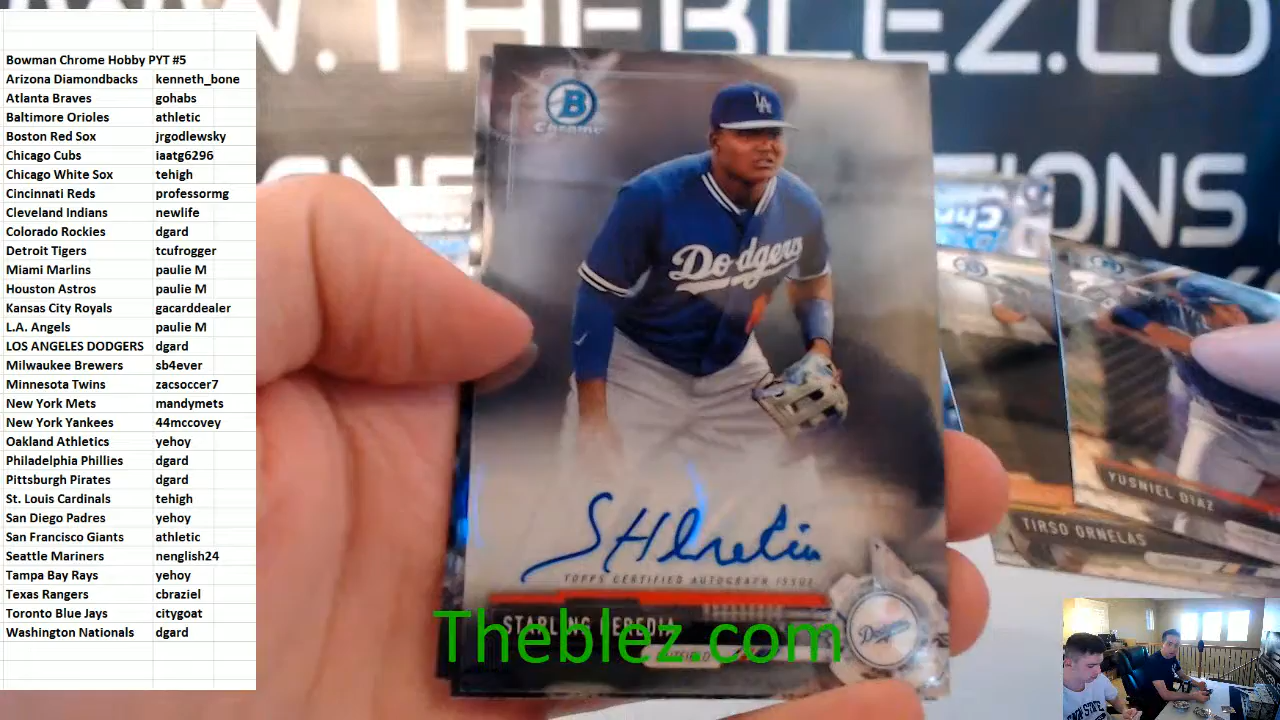 WWW.THEBLEZ.CO
Bowman Chrome Hobby PYT #5
Arizona Diamondbacks kenneth_bone
Atlanta Braves gohabs
Baltimore Orioles athletic
Boston Red Sox jrgodlewsky
Chicago Cubs iaatg6296
Chicago White Sox tehigh
Cincinnati Reds professormg
Cleveland Indians newlife
Colorado Rockies dgard
Detroit Tigers tcufrogger
Miami Marlins paulie M
Houston Astros paulie M
Kansas City Royals gacarddealer
L.A. Angels paulie M
LOS ANGELES DODGERS dgard
Milwaukee Brewers sb4ever
Minnesota Twins zacsoccer7
New York Mets mandymets
New York Yankees 44mccovey
Oakland Athletics yehoy
Philadelphia Phillies dgard
Pittsburgh Pirates dgard
St. Louis Cardinals tehigh
San Diego Padres yehoy
San Francisco Giants athletic
Seattle Mariners nenglish24
Tampa Bay Rays yehoy
Texas Rangers cbraziel
Toronto Blue Jays citygoat
Washington Nationals dgard
B
Chrome
LA
Dodgers
TOPPS CERTIFIED AUTOGRAPH ISSUE
STARLING HEREDIA
Dodgers
Theblez.com
YUSNIEL DIAZ
TIRSO ORNELAS